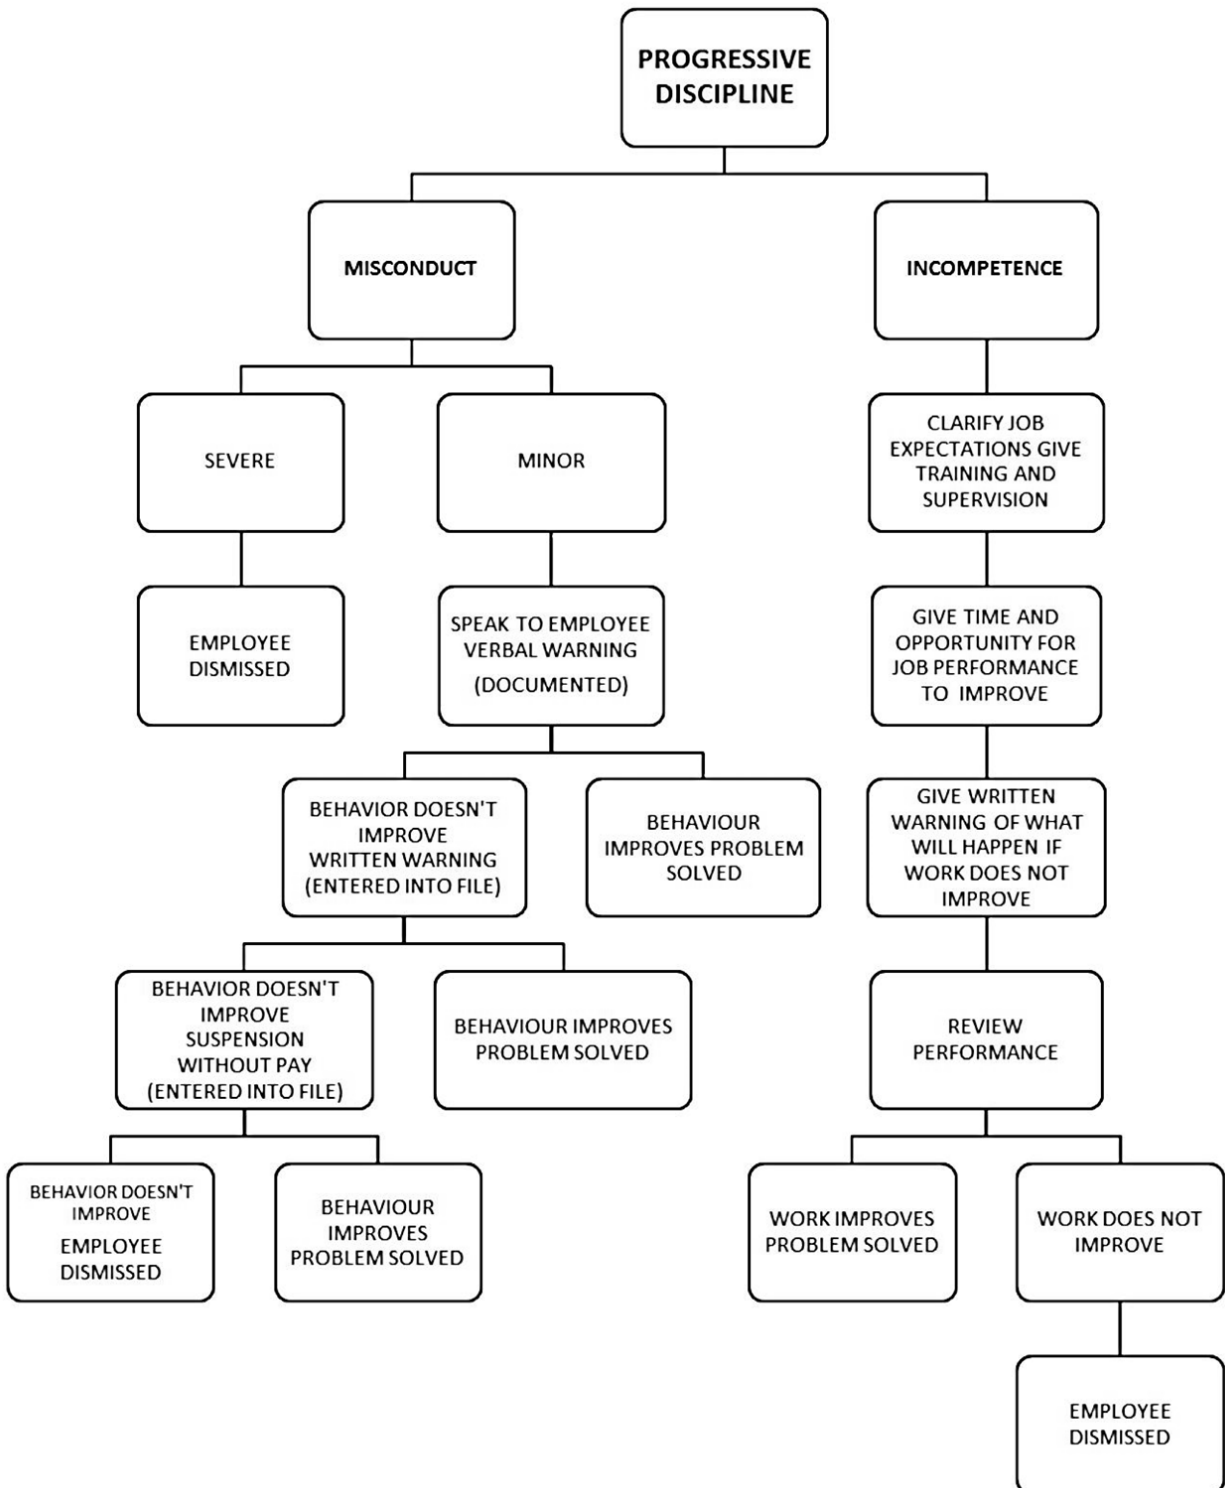 PROGRESSIVE
DISCIPLINE
MISCONDUCT
INCOMPETENCE
SEVERE
MINOR
CLARIFY JOB
EXPECTATIONS GIVE
TRAINING AND
SUPERVISION
EMPLOYEE
DISMISSED
SPEAK TO EMPLOYEE
VERBAL WARNING
(DOCUMENTED)
GIVE TIME AND
OPPORTUNITY FOR
JOB PERFORMANCE
TO IMPROVE
BEHAVIOR DOESN'T
IMPROVE
WRITTEN WARNING
(ENTERED INTO FILE)
BEHAVIOUR
IMPROVES PROBLEM
SOLVED
GIVE WRITTEN
WARNING OF WHAT
WILL HAPPEN IF
WORK DOES NOT
IMPROVE
BEHAVIOR DOESN'T
IMPROVE
SUSPENSION
WITHOUT PAY
(ENTERED INTO FILE)
BEHAVIOUR IMPROVES
PROBLEM SOLVED
REVIEW
PERFORMANCE
BEHAVIOR DOESN'T
IMPROVE
EMPLOYEE
DISMISSED
BEHAVIOUR
IMPROVES
PROBLEM SOLVED
WORK IMPROVES
PROBLEM SOLVED
WORK DOES NOT
IMPROVE
EMPLOYEE
DISMISSED